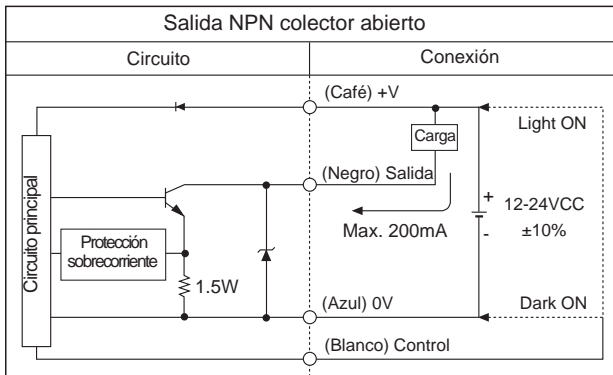 Salida NPN colector abierto
Circuito
Conexión
(Café) +V
Light ON
Carga
(Negro) Salida
Circuito principal
Max. 200mA
+
12-24VCC
-
±10%
Protección
sobrecorriente
1.5W
(Azul) 0V
Dark ON
(Blanco) Control